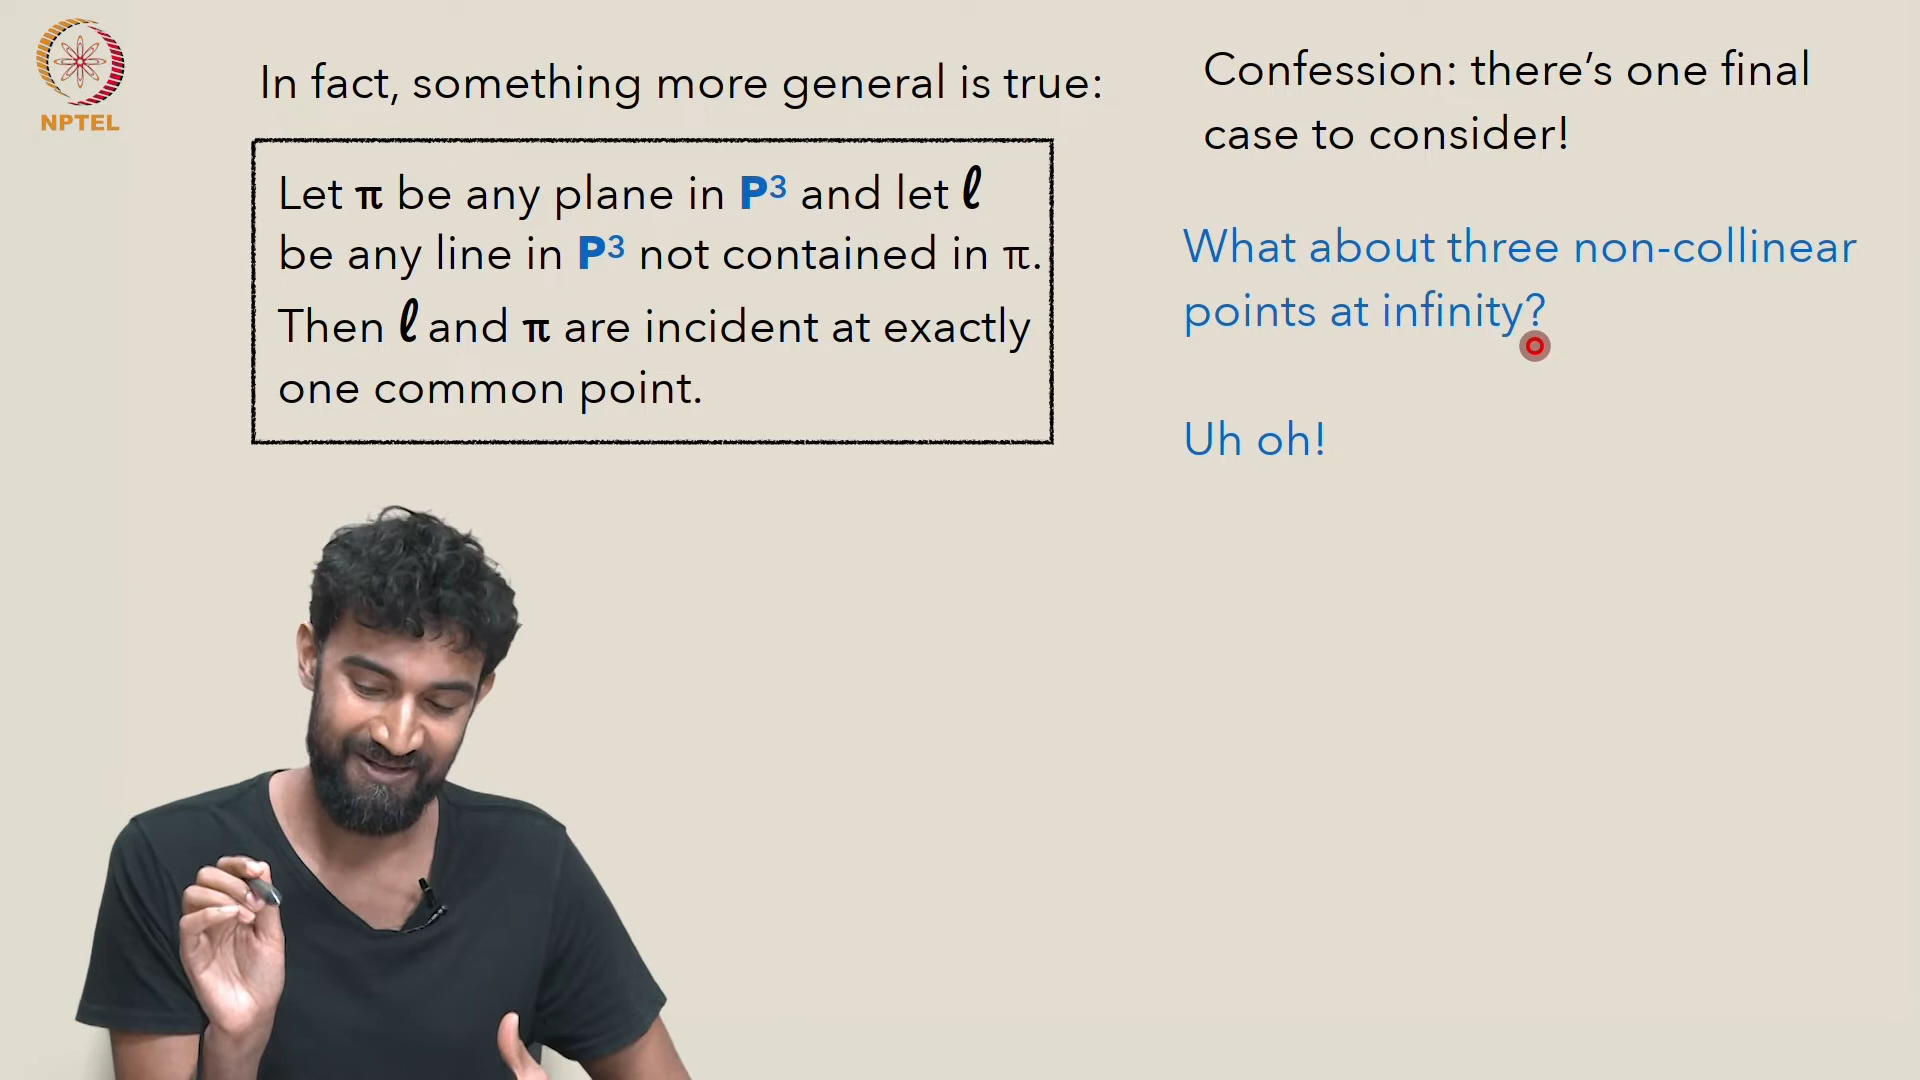 NPTEL
In fact, something more general is true:
Let π be any plane in P³ and let ℓ
be any line in P³ not contained in π.
Then ℓ and π are incident at exactly
one common point.
Confession: there’s one final
case to consider!
What about three non-collinear
points at infinity?
Uh oh!